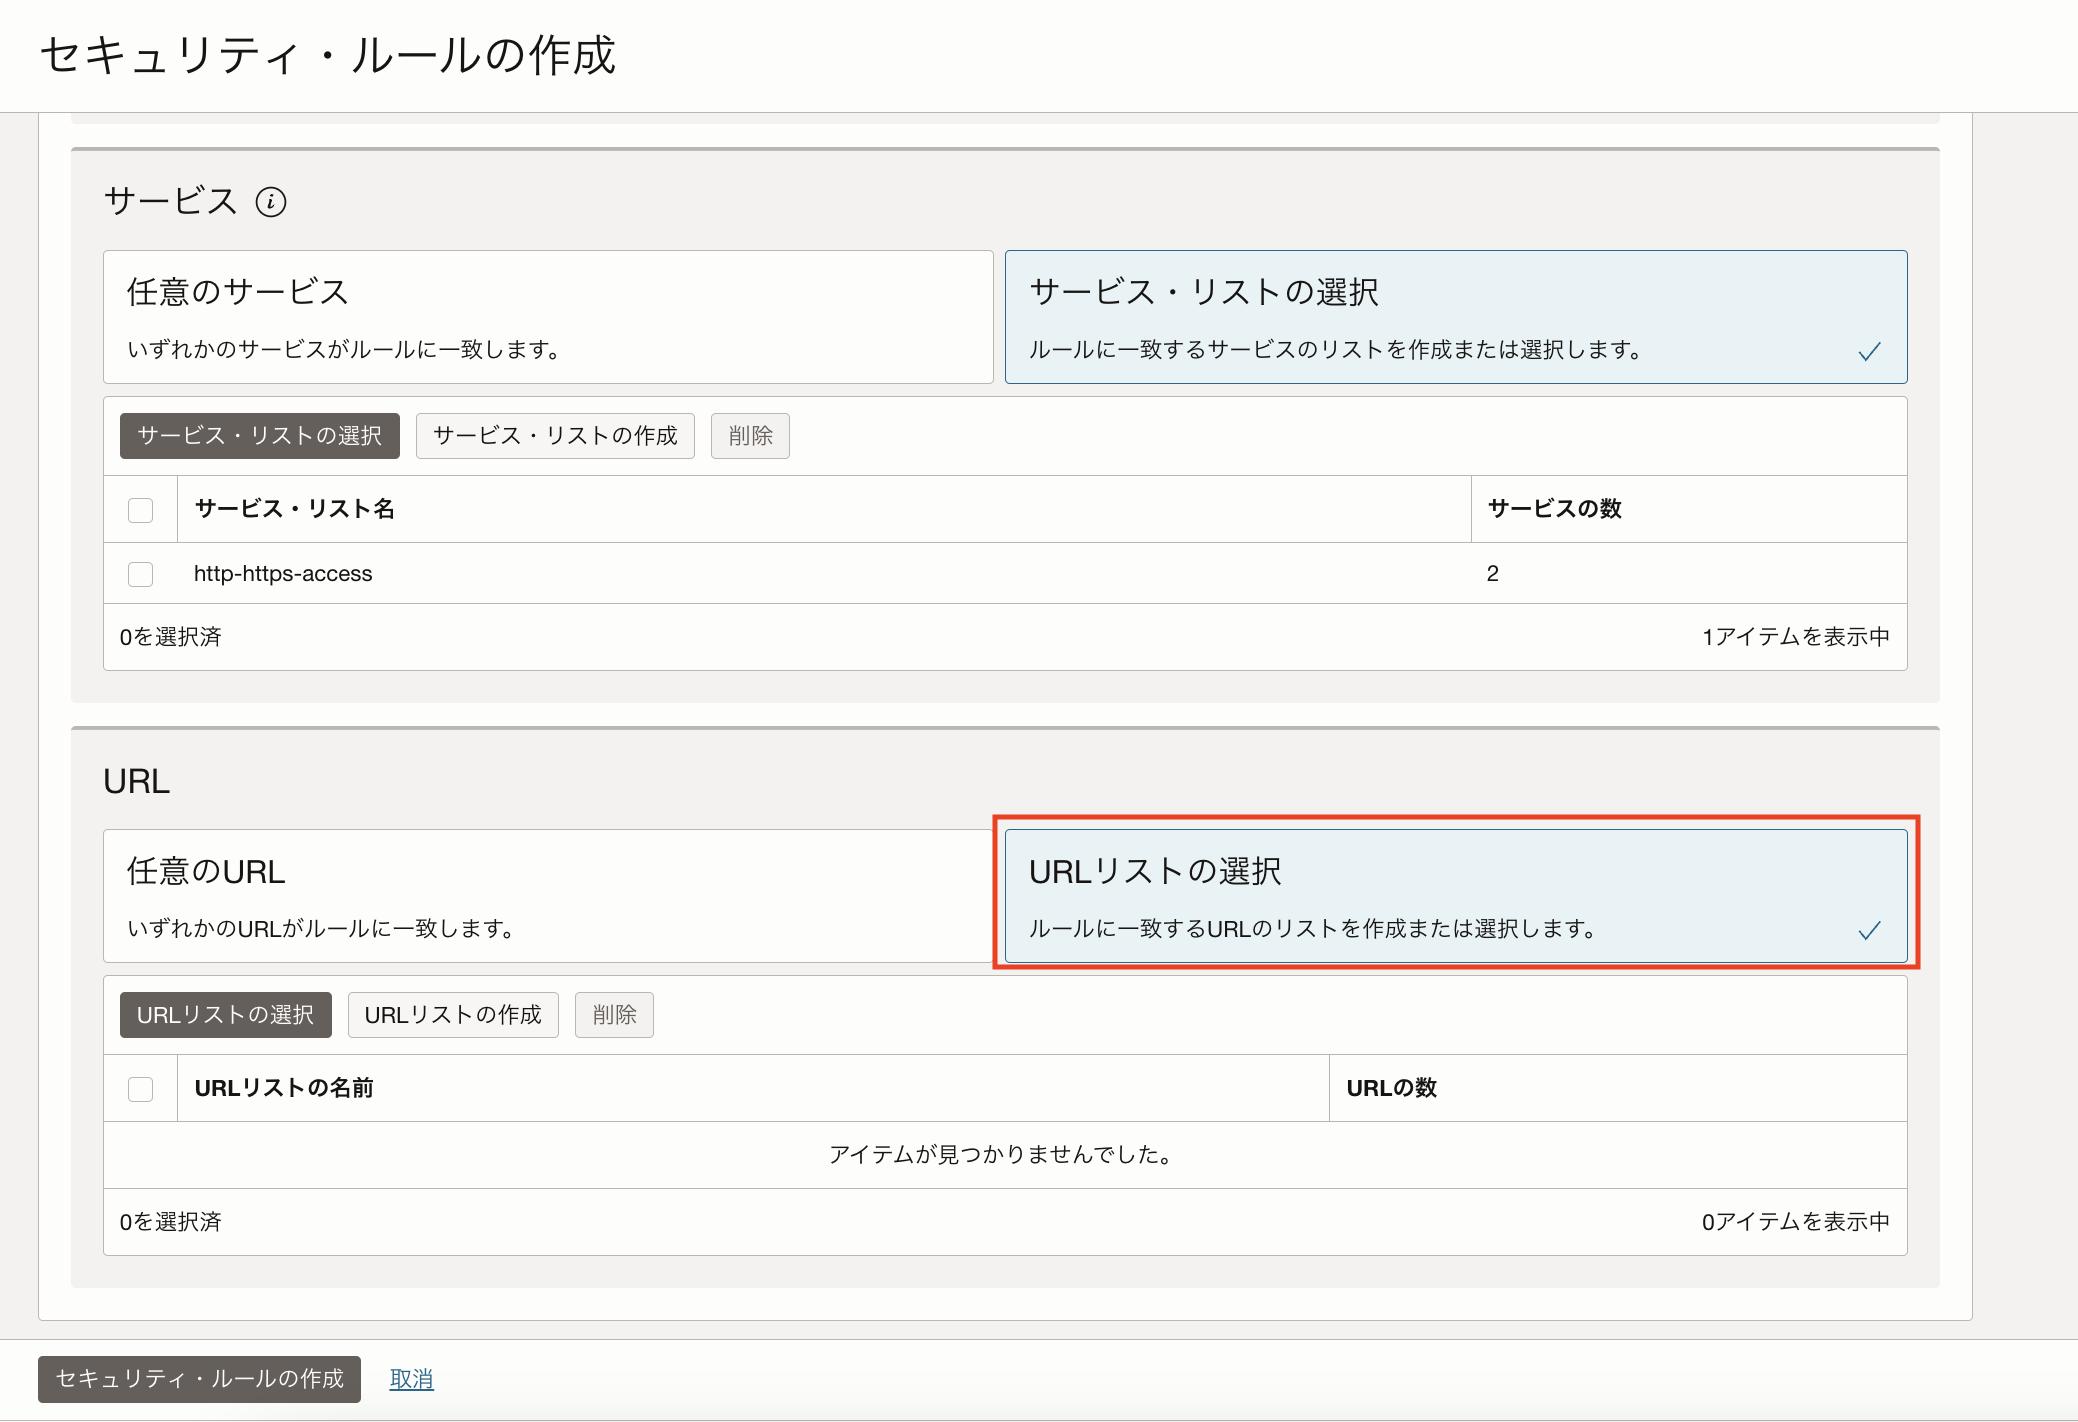 セキュリティ・ルールの作成
サービス
任意のサービス
いずれかのサービスがルールに一致します。
サービス・リストの選択
ルールに一致するサービスのリストを作成または選択します。
サービス・リストの選択 サービス・リストの作成 削除
サービス・リスト名 サービスの数
http-https-access 2
0を選択済 1アイテムを表示中
URL
任意のURL
いずれかのURLがルールに一致します。
URLリストの選択
ルールに一致するURLのリストを作成または選択します。
URLリストの選択 URLリストの作成 削除
URLリストの名前 URLの数
アイテムが見つかりませんでした。
0を選択済 0アイテムを表示中
セキュリティ・ルールの作成 取消